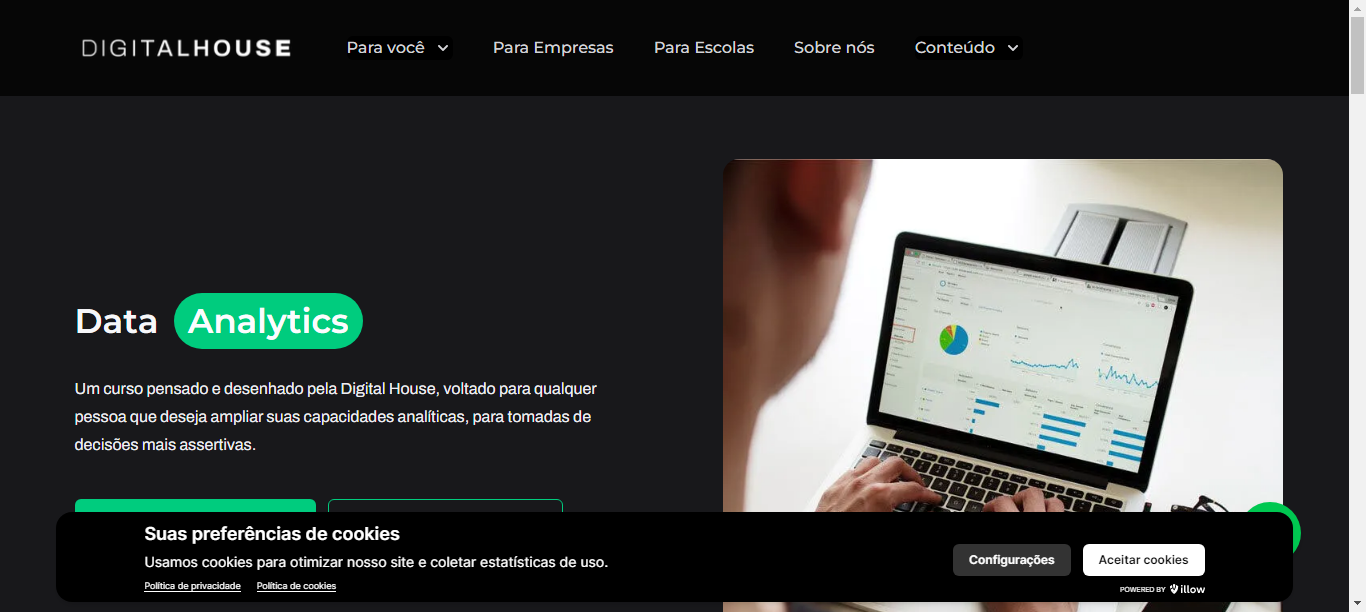 DIGITALHOUSE
Para você
Para Empresas
Para Escolas
Sobre nós
Conteúdo
Data Analytics
Um curso pensado e desenhado pela Digital House, voltado para qualquer
pessoa que deseja ampliar suas capacidades analíticas, para tomadas de
decisões mais assertivas.
Suas preferências de cookies
Usamos cookies para otimizar nosso site e coletar estatísticas de uso.
Política de privacidade
Política de cookies
Configurações
Aceitar cookies
POWERED BY illow